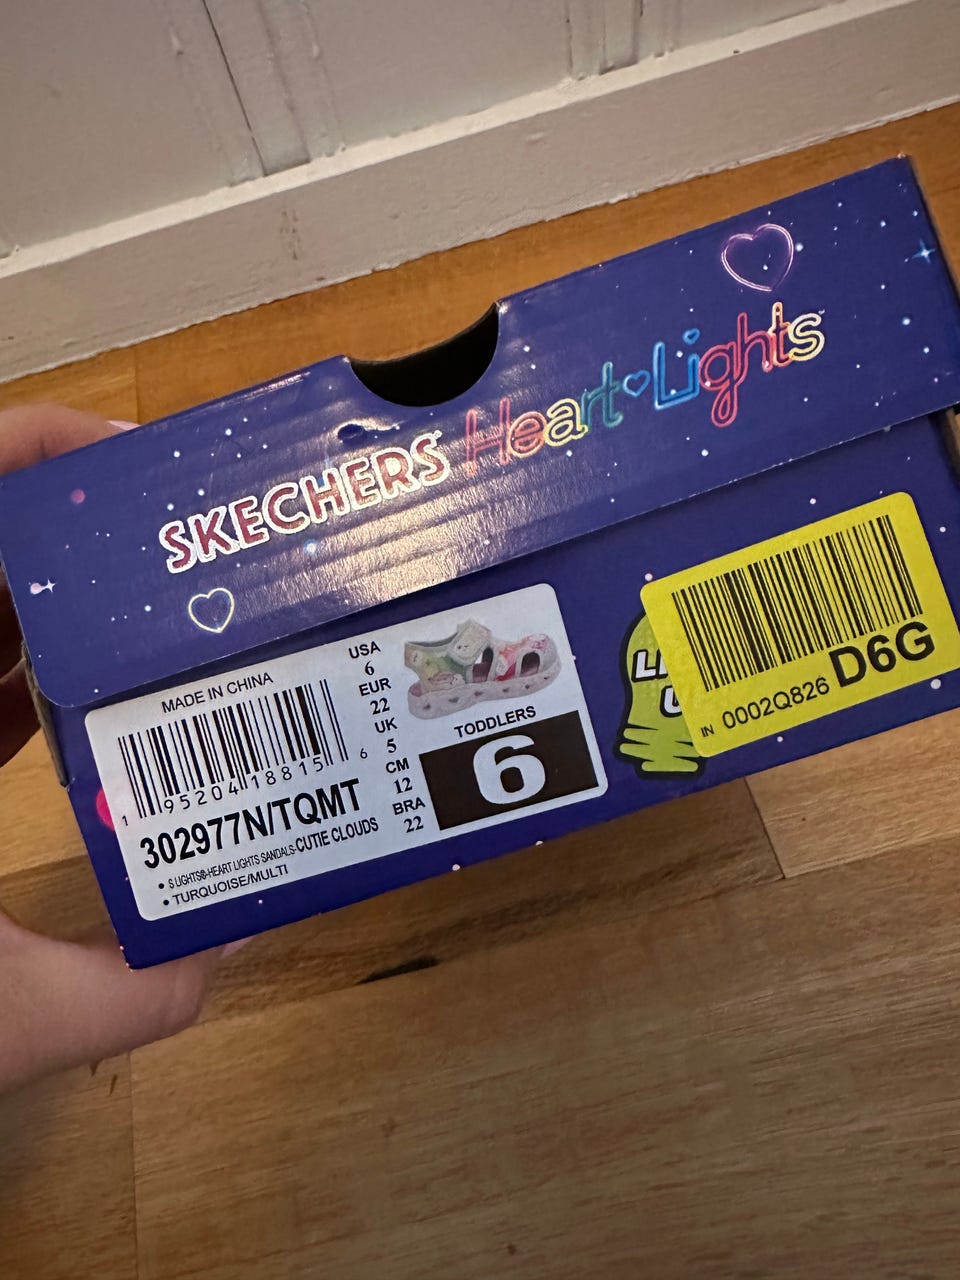 SKECHERS Heart Lights
MADE IN CHINA
1 95204 18815 6
302977N/TQMT
• S LIGHTS®-HEART LIGHTS SANDALS-CUTIE CLOUDS
• TURQUOISE/MULTI
USA
6
EUR
22
UK
5
CM
12
BRA
22
TODDLERS
6
IN 0002Q826 D6G